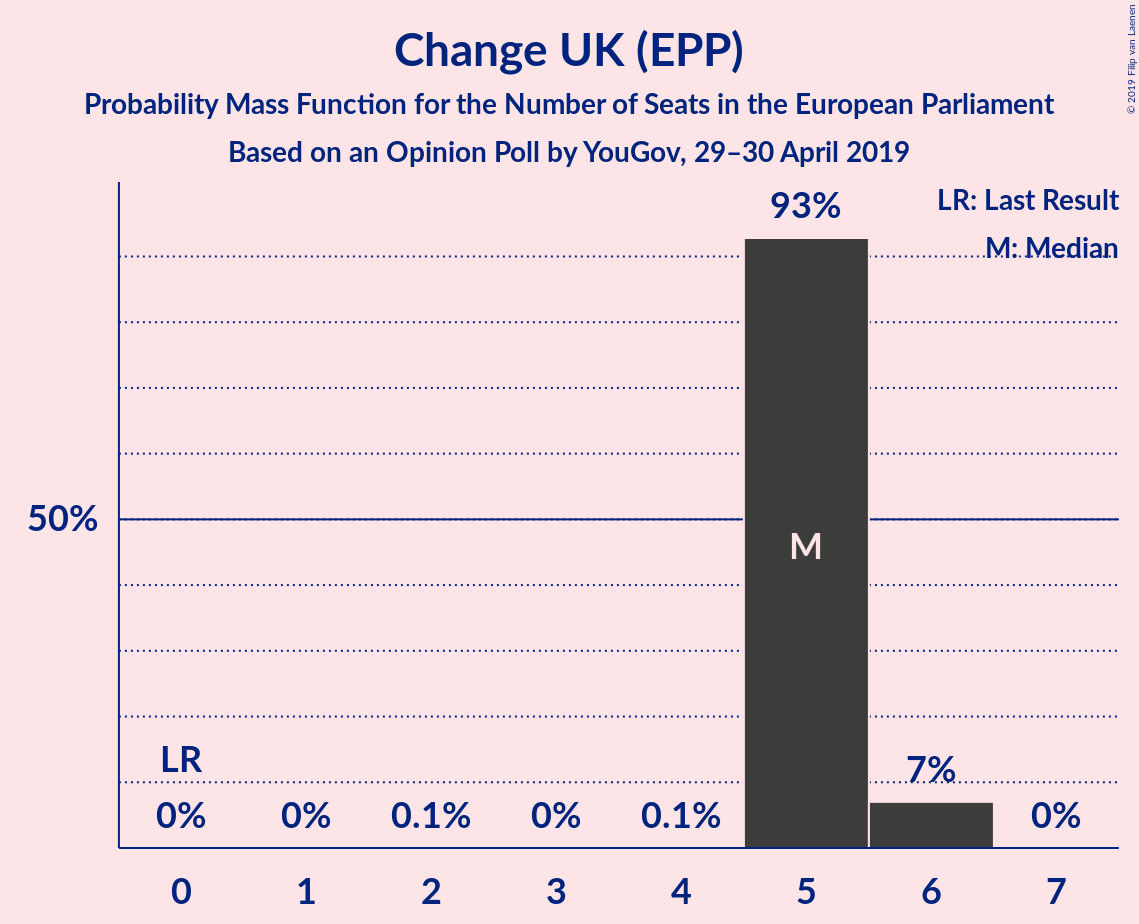 Change UK (EPP)
Probability Mass Function for the Number of Seats in the European Parliament
Based on an Opinion Poll by YouGov, 29–30 April 2019
© 2019 Filip van Laenen
LR: Last Result
M: Median
93%
50%
M
LR
7%
0% 0% 0.1% 0% 0.1% 0%
0 1 2 3 4 5 6 7